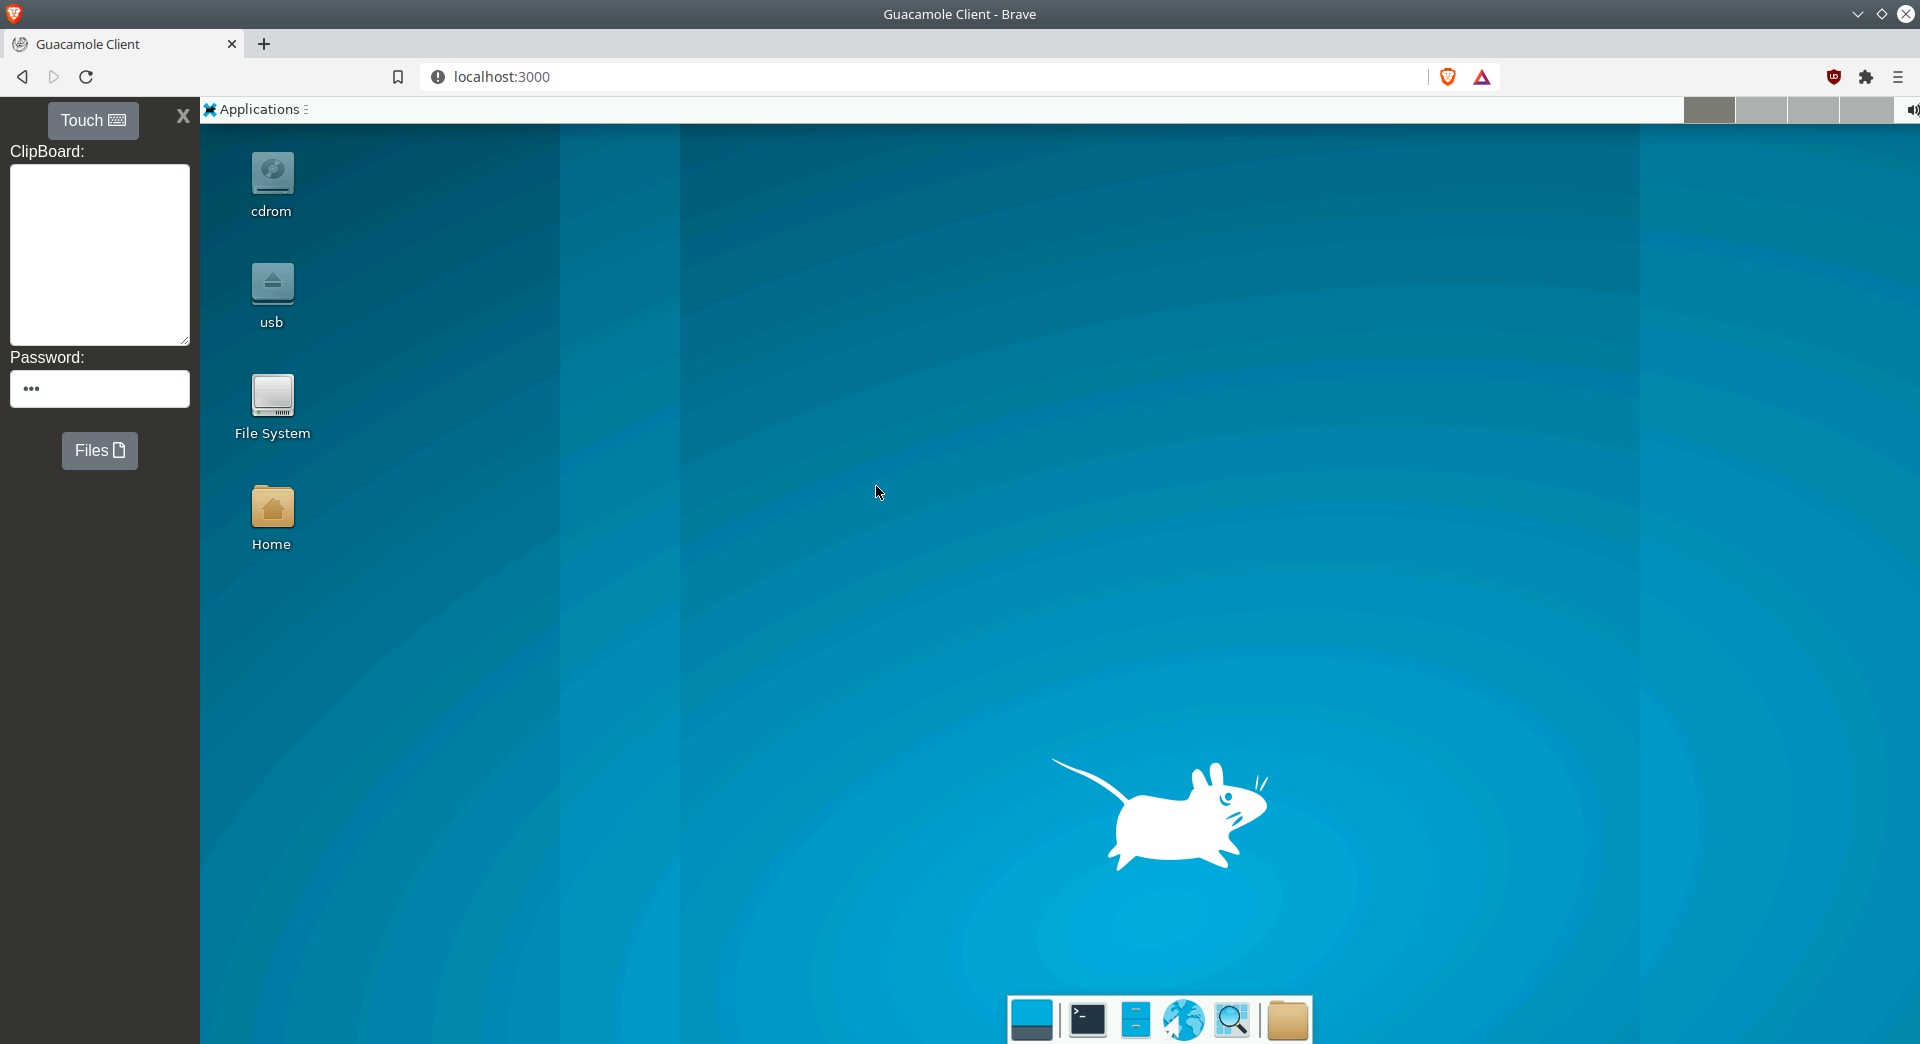 Guacamole Client - Brave
Guacamole Client
localhost:3000
Touch
X
Applications
ClipBoard:
Password:
•••
Files
cdrom
usb
File System
Home
>_